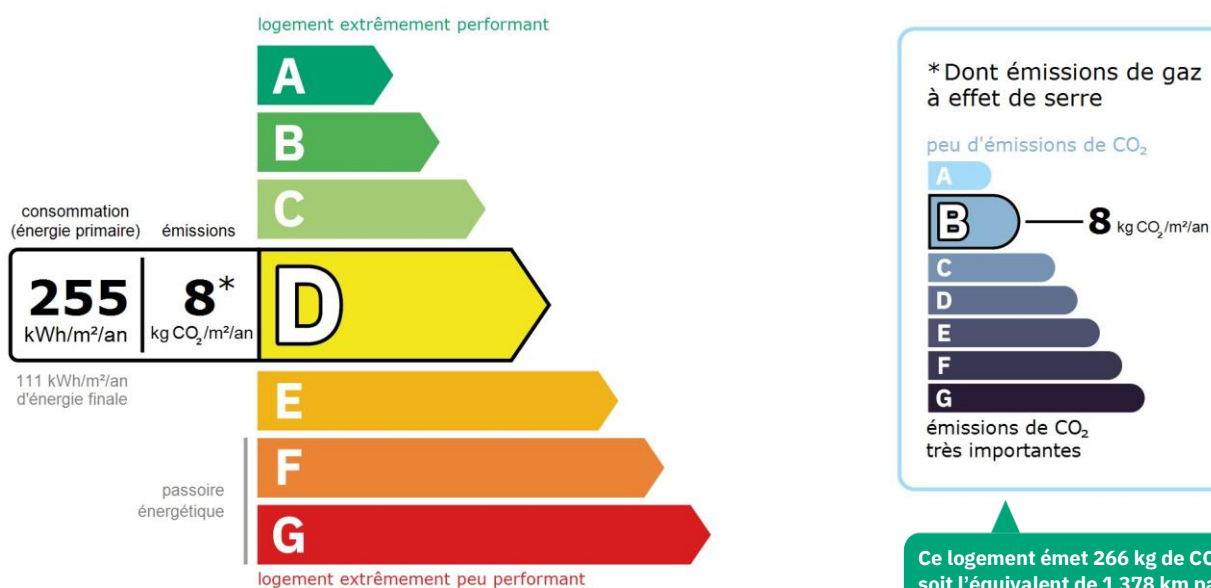 logement extrêmement performant
A
B
C
consommation
(énergie primaire)
émissions
255
kWh/m²/an
8*
kg CO₂/m²/an
D
111 kWh/m²/an
d'énergie finale
E
F
passoire
énergétique
G
logement extrêmement peu performant
*Dont émissions de gaz
à effet de serre
peu d'émissions de CO₂
A
B
8 kg CO₂/m²/an
C
D
E
F
G
émissions de CO₂
très importantes
Ce logement émet 266 kg de CO
soit l’équivalent de 1 378 km pa